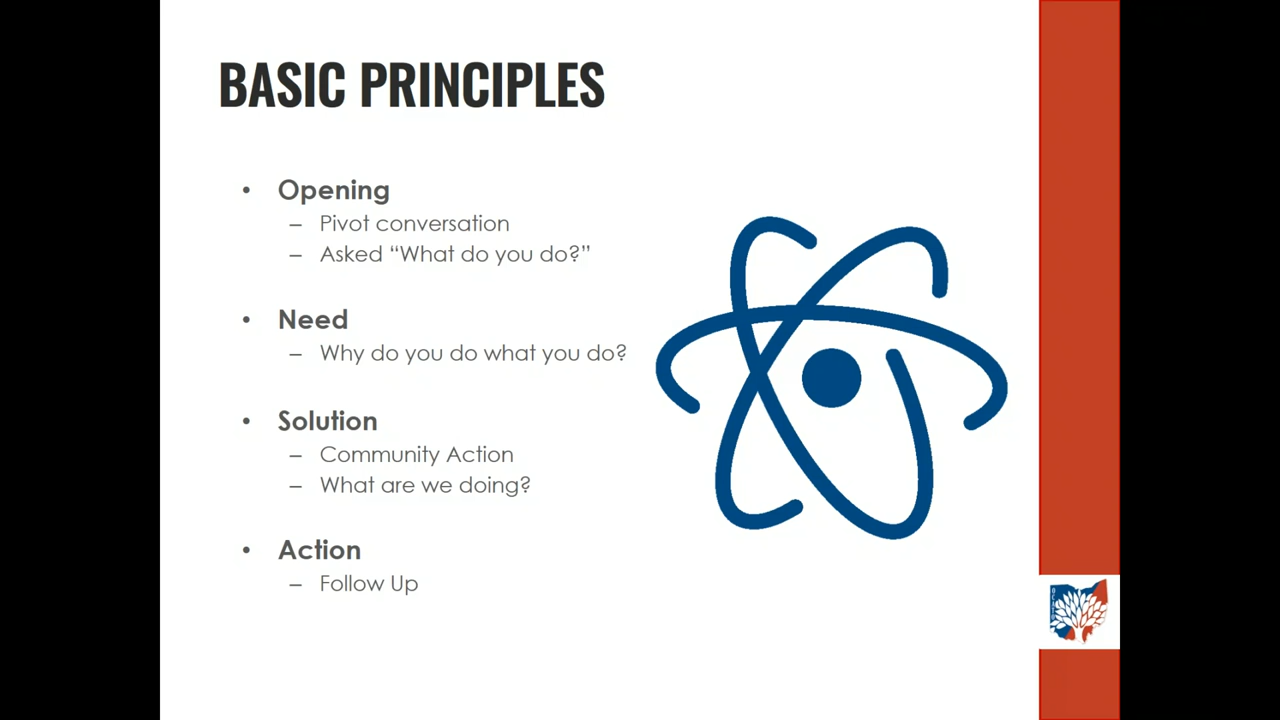 BASIC PRINCIPLES
• Opening
– Pivot conversation
– Asked “What do you do?”
• Need
– Why do you do what you do?
• Solution
– Community Action
– What are we doing?
• Action
– Follow Up